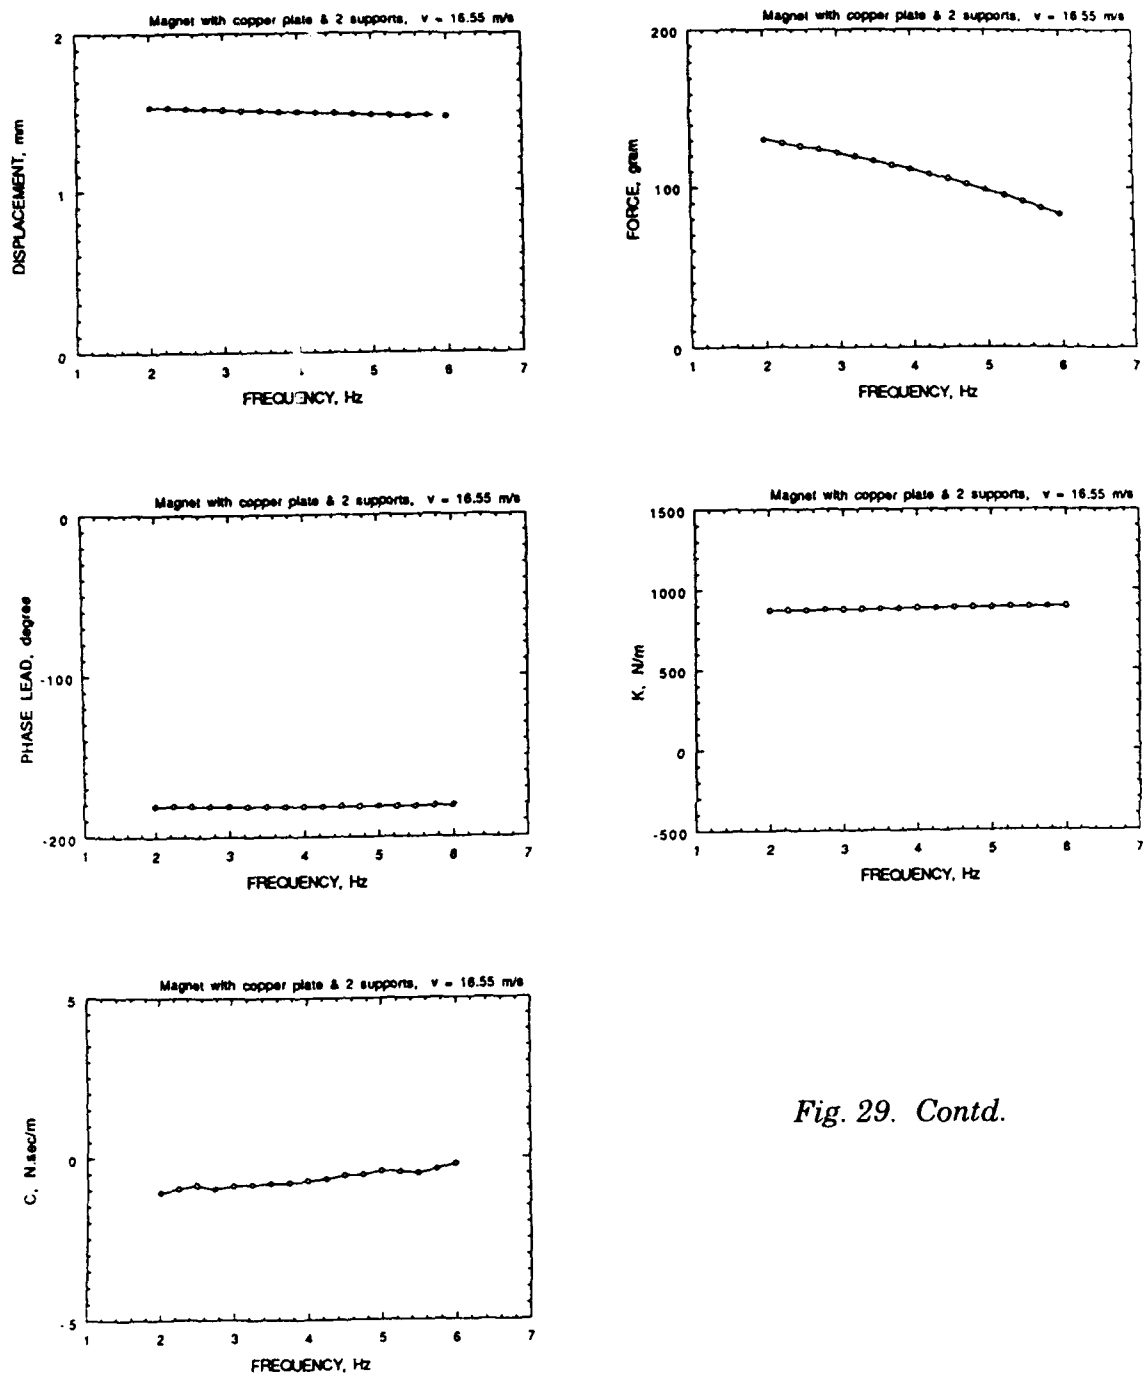 Magnet with copper plate & 2 supports, v = 16.55 m/s
2
1
0
DISPLACEMENT, mm
1 2 3 4 5 6 7
FREQUENCY, Hz
Magnet with copper plate & 2 supports, v = 16.55 m/s
200
100
0
FORCE, gram
1 2 3 4 5 6 7
FREQUENCY, Hz
Magnet with copper plate & 2 supports, v = 16.55 m/s
0
-100
-200
PHASE LEAD, degree
1 2 3 4 5 6 7
FREQUENCY, Hz
Magnet with copper plate & 2 supports, v = 16.55 m/s
1500
1000
500
0
-500
K, N/m
1 2 3 4 5 6 7
FREQUENCY, Hz
Magnet with copper plate & 2 supports, v = 16.55 m/s
5
0
-5
C, N.sec/m
1 2 3 4 5 6 7
FREQUENCY, Hz
Fig. 29. Contd.